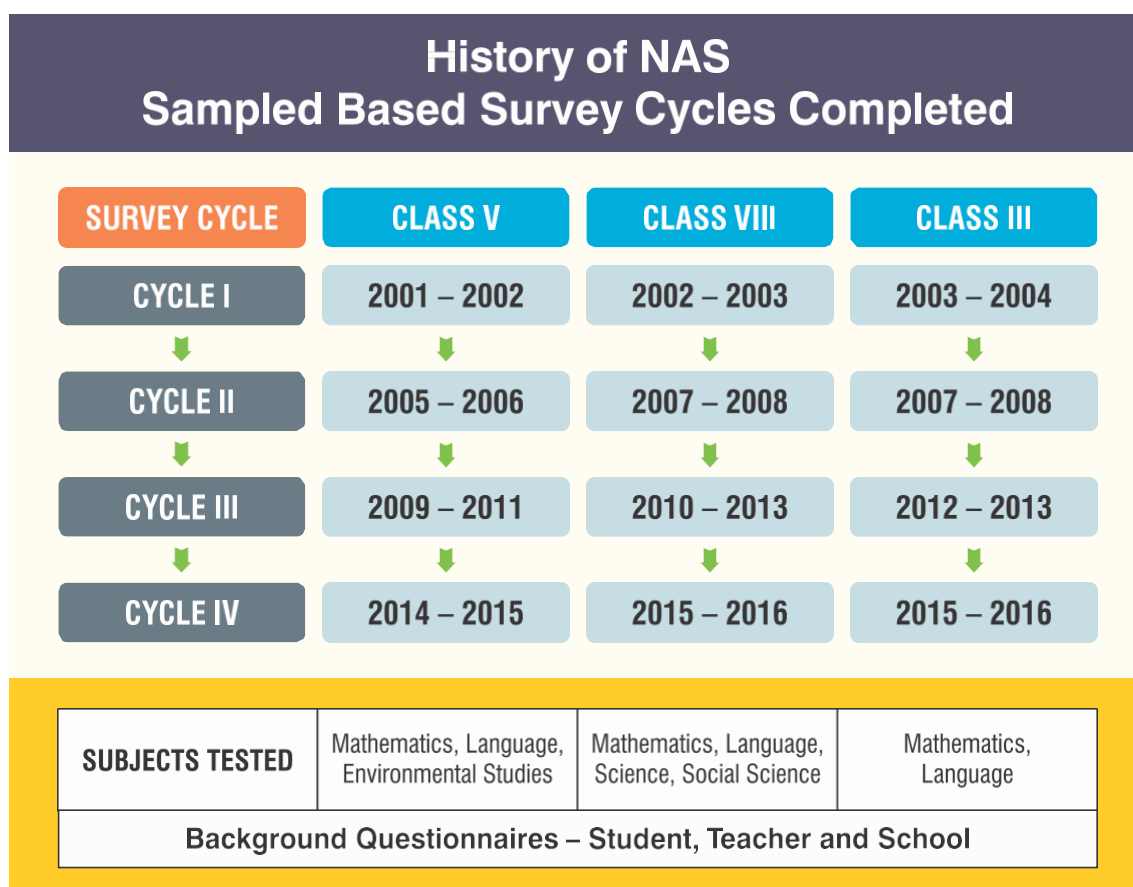 History of NAS
Sampled Based Survey Cycles Completed
SURVEY CYCLE CLASS V CLASS VIII CLASS III
CYCLE I 2001 – 2002 2002 – 2003 2003 – 2004
CYCLE II 2005 – 2006 2007 – 2008 2007 – 2008
CYCLE III 2009 – 2011 2010 – 2013 2012 – 2013
CYCLE IV 2014 – 2015 2015 – 2016 2015 – 2016
SUBJECTS TESTED
Mathematics, Language,
Environmental Studies
Mathematics, Language,
Science, Social Science
Mathematics,
Language
Background Questionnaires – Student, Teacher and School